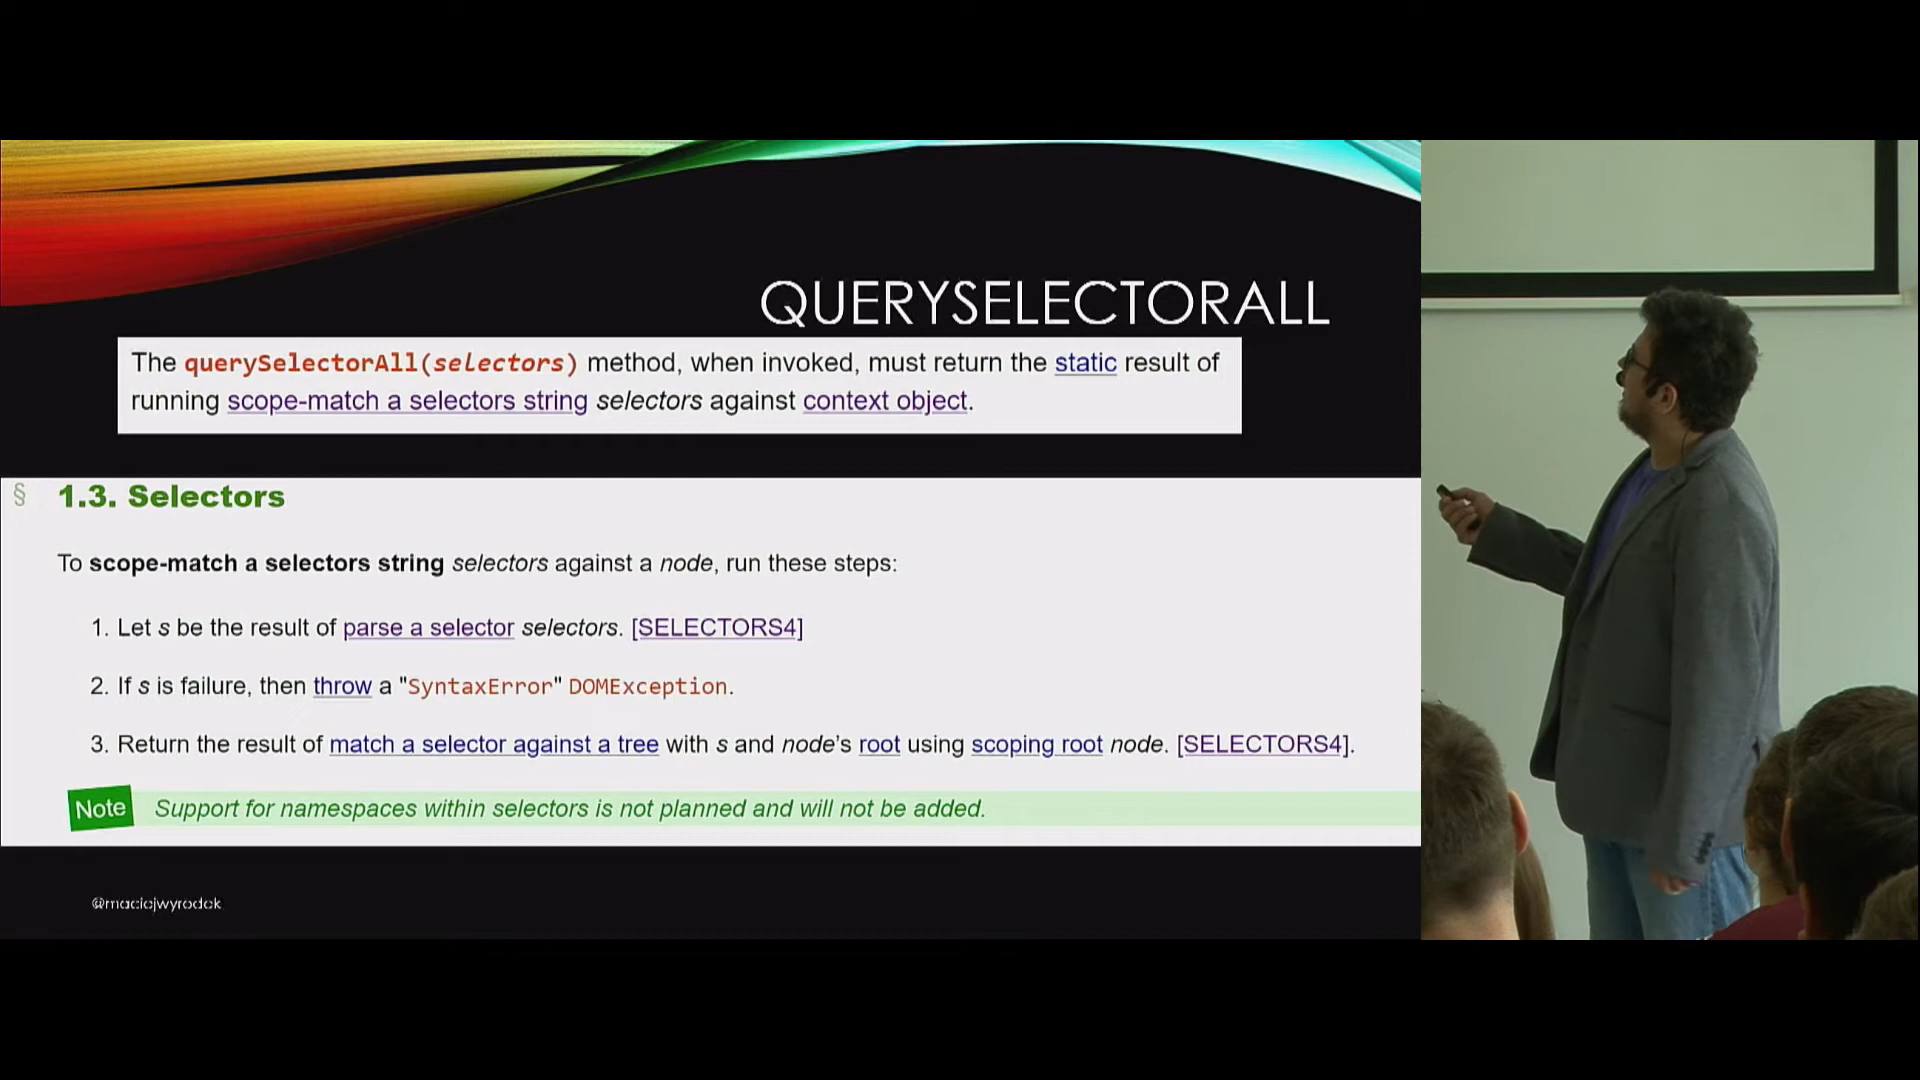 QUERYSELECTORALL
The querySelectorAll(selectors) method, when invoked, must return the static result of
running scope-match a selectors string selectors against context object.
§ 1.3. Selectors
To scope-match a selectors string selectors against a node, run these steps:
1. Let s be the result of parse a selector selectors. [SELECTORS4]
2. If s is failure, then throw a "SyntaxError" DOMException.
3. Return the result of match a selector against a tree with s and node's root using scoping root node. [SELECTORS4].
Note Support for namespaces within selectors is not planned and will not be added.
@maciejwyrodek